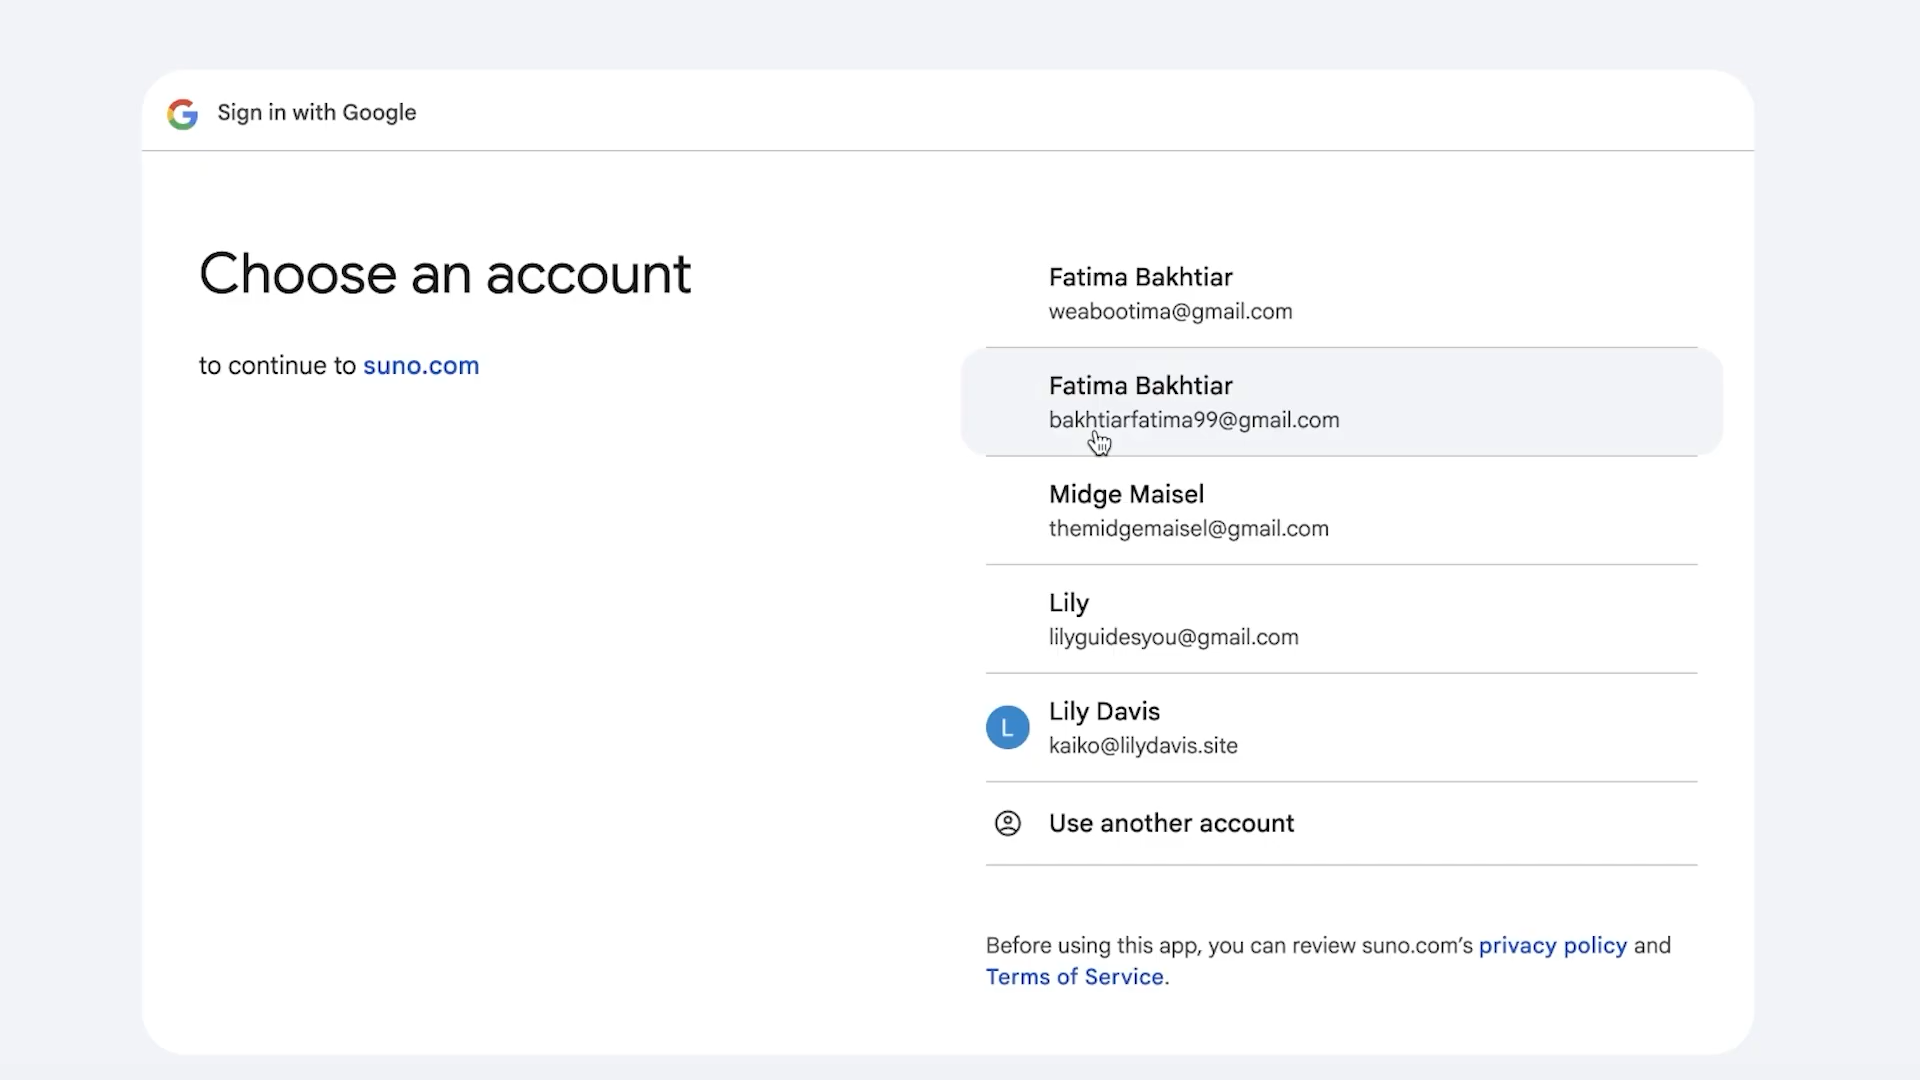 Sign in with Google
Choose an account
to continue to suno.com
Fatima Bakhtiar
weabootima@gmail.com
Fatima Bakhtiar
bakhtiarfatima99@gmail.com
Midge Maisel
themidgemaisel@gmail.com
Lily
lilyguidesyou@gmail.com
L
Lily Davis
kaiko@lilydavis.site
Use another account
Before using this app, you can review suno.com’s privacy policy and
Terms of Service.